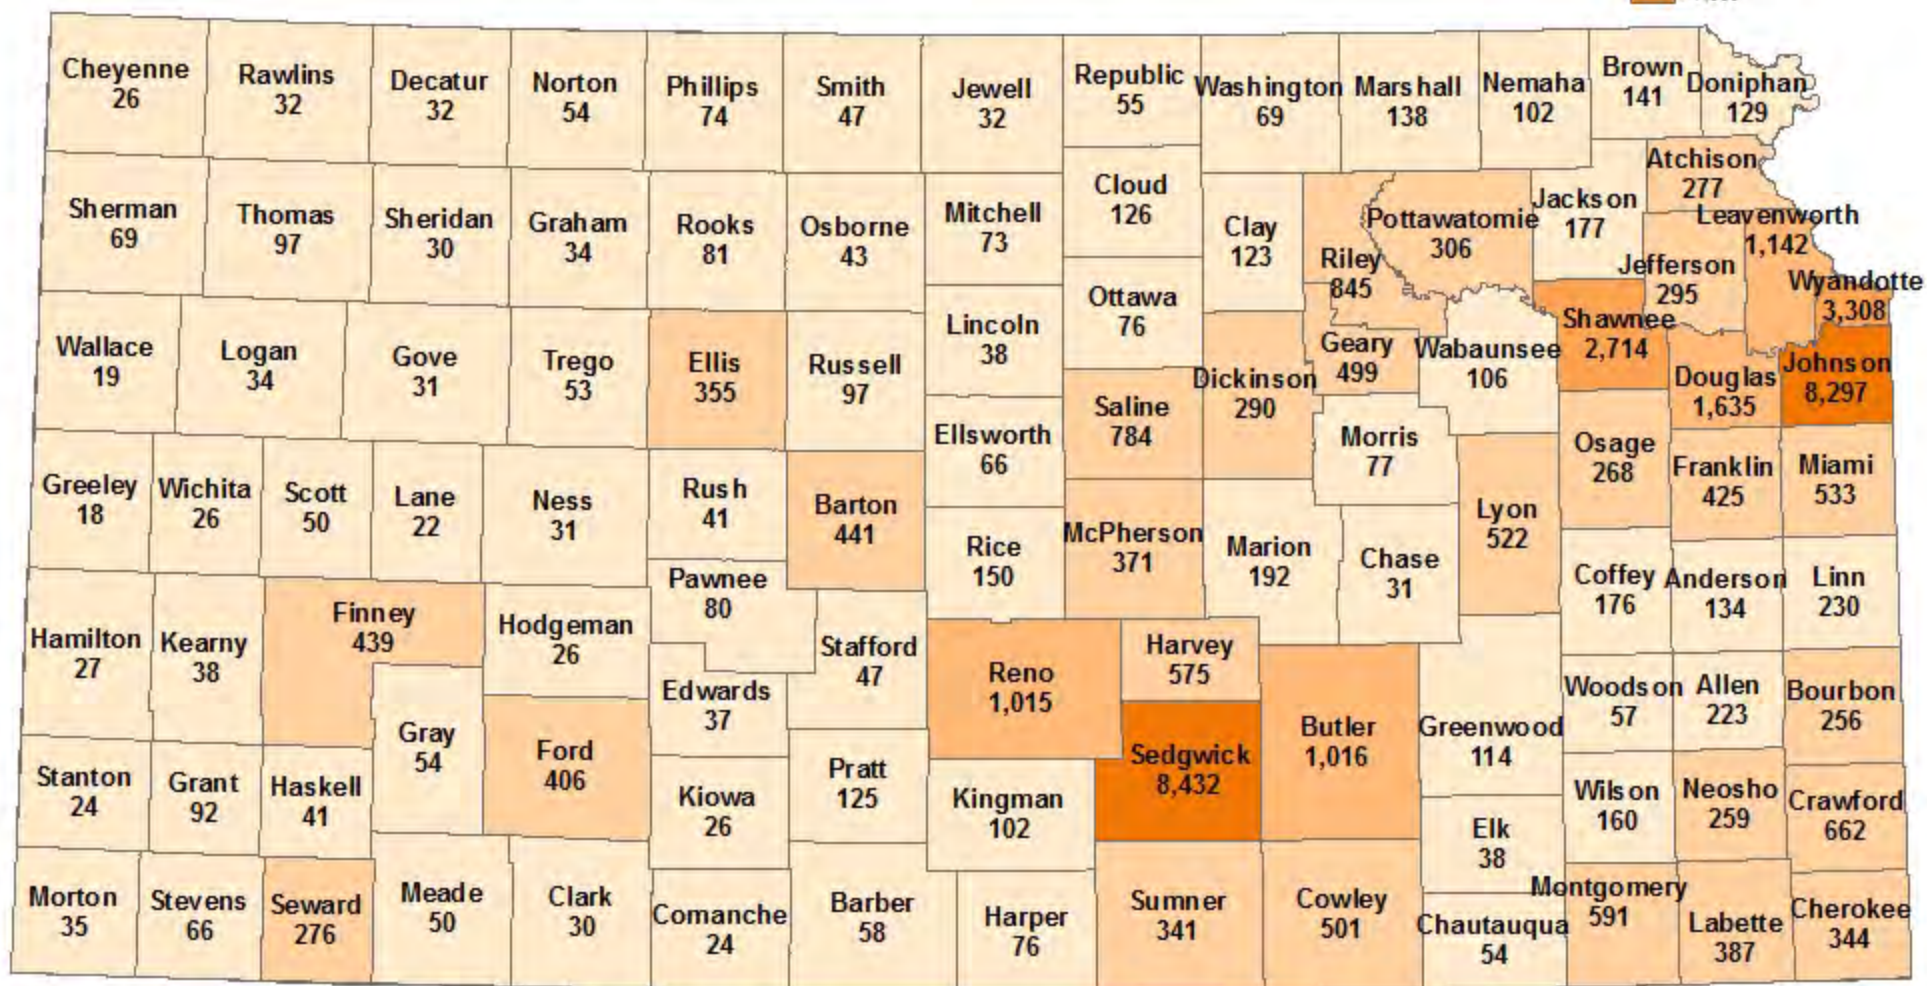 Cheyenne
26
Rawlins
32
Decatur
32
Norton
54
Phillips
74
Smith
47
Jewell
32
Republic
55
Washington
69
Marshall
138
Nemaha
102
Brown
141
Doniphan
129
Sherman
69
Thomas
97
Sheridan
30
Graham
34
Rooks
81
Osborne
43
Mitchell
73
Cloud
126
Clay
123
Riley
845
Pottawatomie
306
Jackson
177
Atchison
277
Leavenworth
1,142
Jefferson
295
Wyandotte
3,308
Wallace
19
Logan
34
Gove
31
Trego
53
Ellis
355
Russell
97
Lincoln
38
Ottawa
76
Saline
784
Dickinson
290
Geary
499
Wabaunsee
106
Shawnee
2,714
Douglas
1,635
Johnson
8,297
Greeley
18
Wichita
26
Scott
50
Lane
22
Ness
31
Rush
41
Barton
441
Ellsworth
66
Rice
150
McPherson
371
Marion
192
Morris
77
Chase
31
Lyon
522
Osage
268
Franklin
425
Miami
533
Hamilton
27
Kearny
38
Finney
439
Hodgeman
26
Pawnee
80
Edwards
37
Stafford
47
Reno
1,015
Harvey
575
Coffey
176
Anderson
134
Linn
230
Stanton
24
Grant
92
Haskell
41
Gray
54
Ford
406
Kiowa
26
Pratt
125
Kingman
102
Sedgwick
8,432
Butler
1,016
Greenwood
114
Woodson
57
Allen
223
Bourbon
256
Elk
38
Wilson
160
Neosho
259
Crawford
662
Morton
35
Stevens
66
Seward
276
Meade
50
Clark
30
Comanche
24
Barber
58
Harper
76
Sumner
341
Cowley
501
Chautauqua
54
Montgomery
591
Labette
387
Cherokee
344